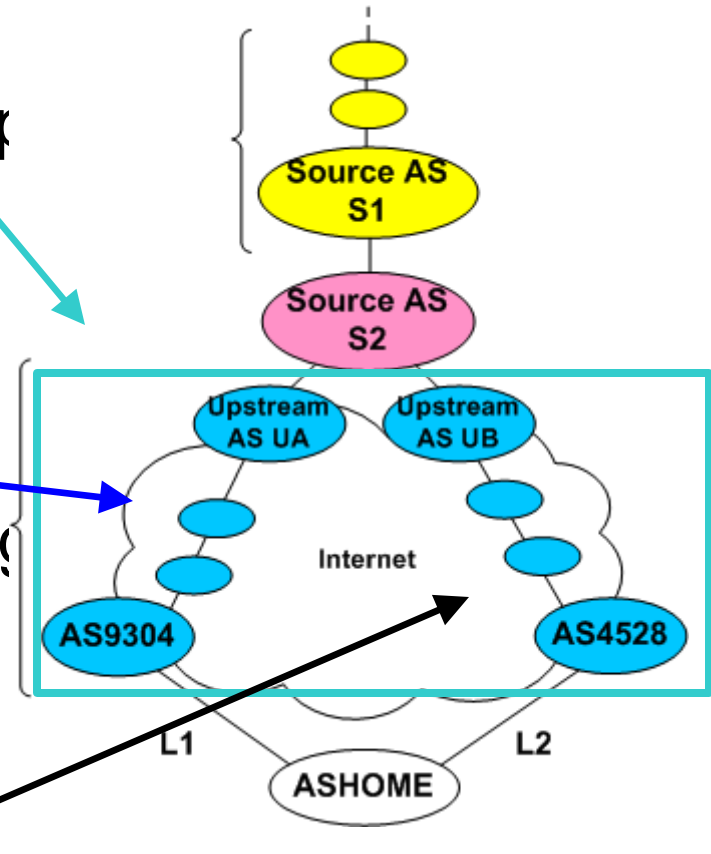 Source AS
S1
Source AS
S2
Upstream
AS UA
Upstream
AS UB
Internet
AS9304
AS4528
L1
L2
ASHOME